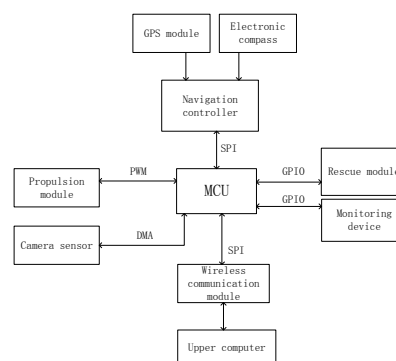 GPS module
Electronic
compass
Navigation
controller
SPI
PWM
GPIO
Propulsion
module
MCU
Rescue module
GPIO
Monitoring
device
Camera sensor
DMA
SPI
Wireless
communication
module
Upper computer